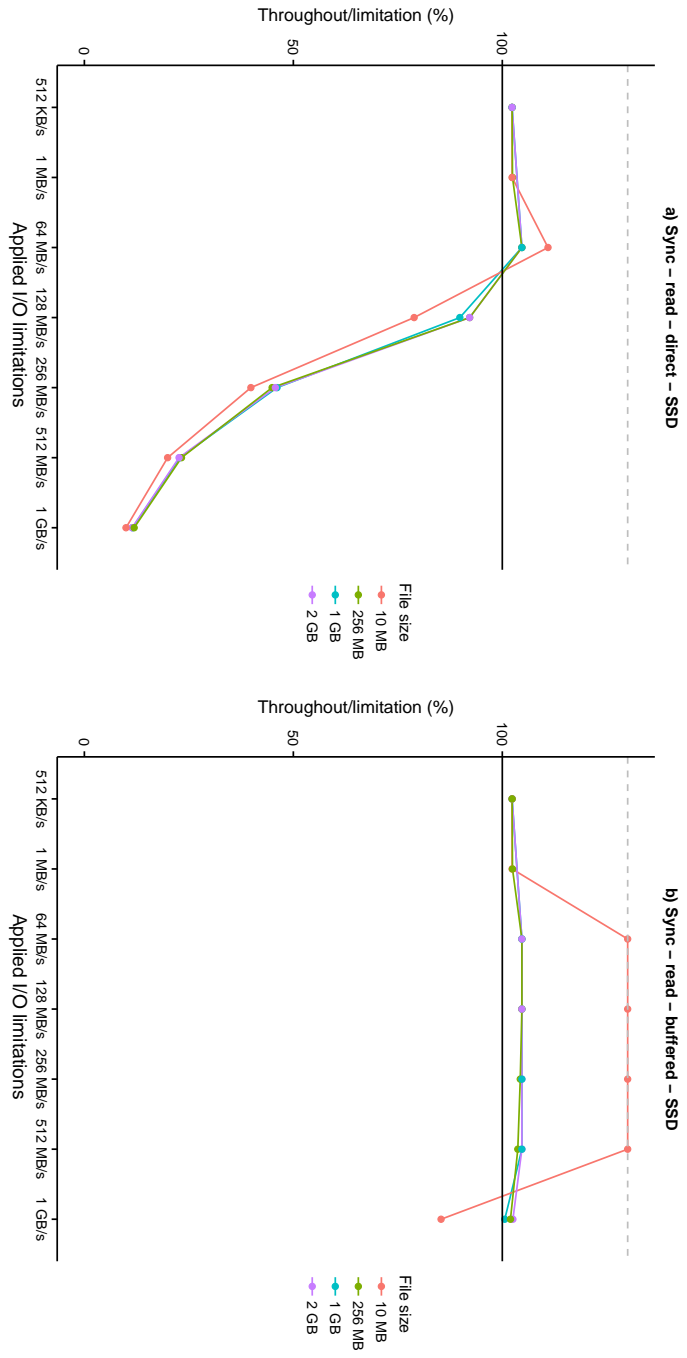 a) Sync − read − direct − SSD
Throughout/limitation (%)
100
50
0
512 KB/s
1 MB/s
64 MB/s
128 MB/s
256 MB/s
512 MB/s
1 GB/s
Applied I/O limitations
File size
10 MB
256 MB
1 GB
2 GB
b) Sync − read − buffered − SSD
Throughout/limitation (%)
100
50
0
512 KB/s
1 MB/s
64 MB/s
128 MB/s
256 MB/s
512 MB/s
1 GB/s
Applied I/O limitations
File size
10 MB
256 MB
1 GB
2 GB